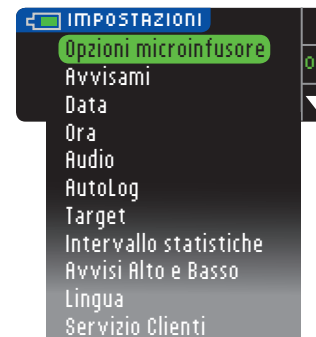 IMPOSTAZIONI
Opzioni microinfusore
Avvisami
Data
Ora
Audio
AutoLog
Target
Intervallo statistiche
Avvisi Alto e Basso
Lingua
Servizio Clienti